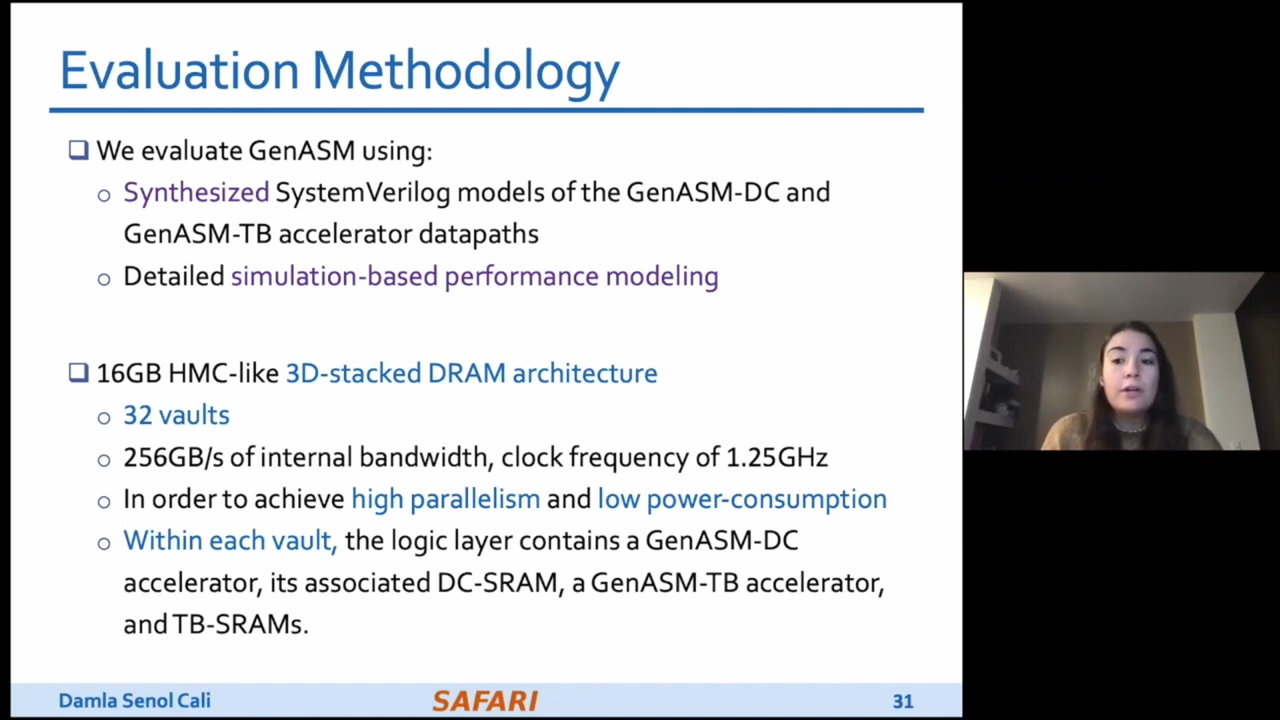 Evaluation Methodology
❑ We evaluate GenASM using:
○ Synthesized SystemVerilog models of the GenASM-DC and
GenASM-TB accelerator datapaths
○ Detailed simulation-based performance modeling
❑ 16GB HMC-like 3D-stacked DRAM architecture
○ 32 vaults
○ 256GB/s of internal bandwidth, clock frequency of 1.25GHz
○ In order to achieve high parallelism and low power-consumption
○ Within each vault, the logic layer contains a GenASM-DC
accelerator, its associated DC-SRAM, a GenASM-TB accelerator,
and TB-SRAMs.
Damla Senol Cali SAFARI 31